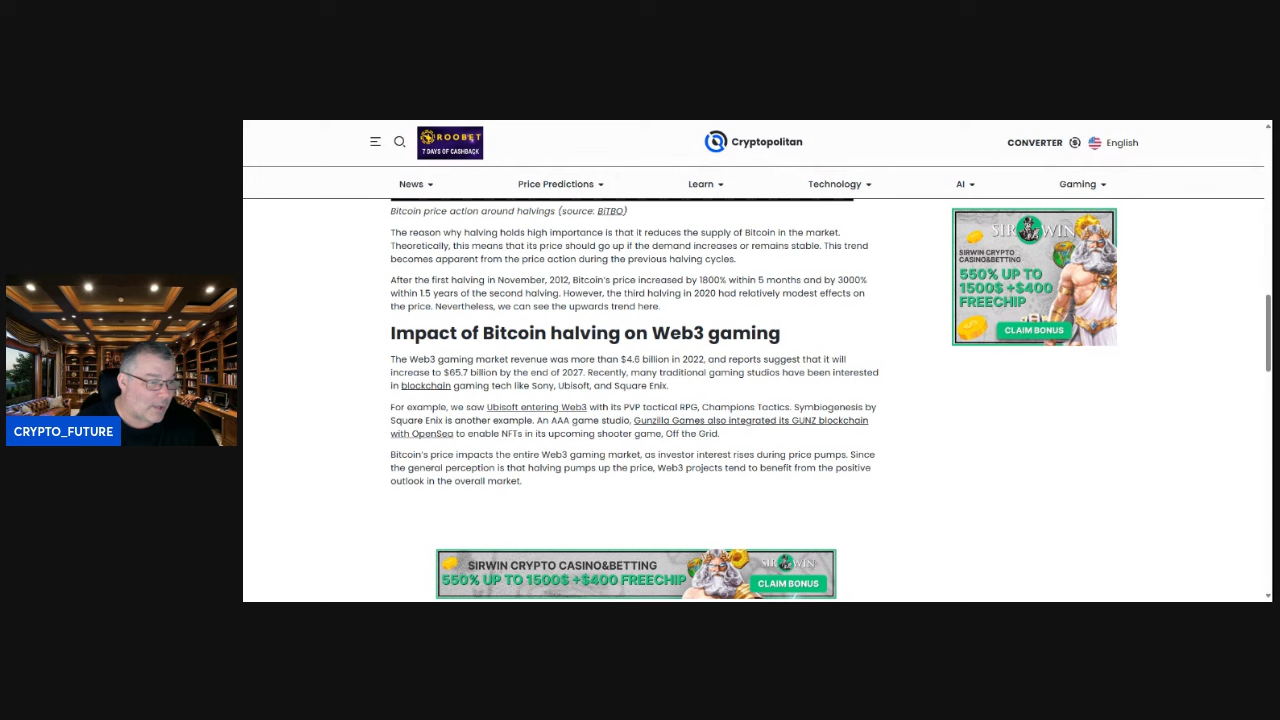 ROOBET
7 DAYS OF CASHBACK
Cryptopolitan
CONVERTER
English
News
Price Predictions
Learn
Technology
AI
Gaming
Bitcoin price action around halvings (source: BiTBO)
The reason why halving holds high importance is that it reduces the supply of Bitcoin in the market.
Theoretically, this means that its price should go up if the demand increases or remains stable. This trend
becomes apparent from the price action during the previous halving cycles.
After the first halving in November, 2012, Bitcoin's price increased by 1800% within 5 months and by 3000%
within 1.5 years of the second halving. However, the third halving in 2020 had relatively modest effects on
the price. Nevertheless, we can see the upwards trend here.
Impact of Bitcoin halving on Web3 gaming
The Web3 gaming market revenue was more than $4.6 billion in 2022, and reports suggest that it will
increase to $65.7 billion by the end of 2027. Recently, many traditional gaming studios have been interested
in blockchain gaming tech like Sony, Ubisoft, and Square Enix.
For example, we saw Ubisoft entering Web3 with its PVP tactical RPG, Champions Tactics. Symbiogenesis by
Square Enix is another example. An AAA game studio, Gunzilla Games also integrated its GUNZ blockchain
with OpenSea to enable NFTs in its upcoming shooter game, Off the Grid.
Bitcoin's price impacts the entire Web3 gaming market, as investor interest rises during price pumps. Since
the general perception is that halving pumps up the price, Web3 projects tend to benefit from the positive
outlook in the overall market.
SIRWIN
SIRWIN CRYPTO
CASINO&BETTING
550% UP TO
1500$ +$400
FREECHIP
CLAIM BONUS
CRYPTO_FUTURE
SIRWIN CRYPTO CASINO&BETTING
550% UP TO 1500$ +$400 FREECHIP
SIRWIN
CLAIM BONUS